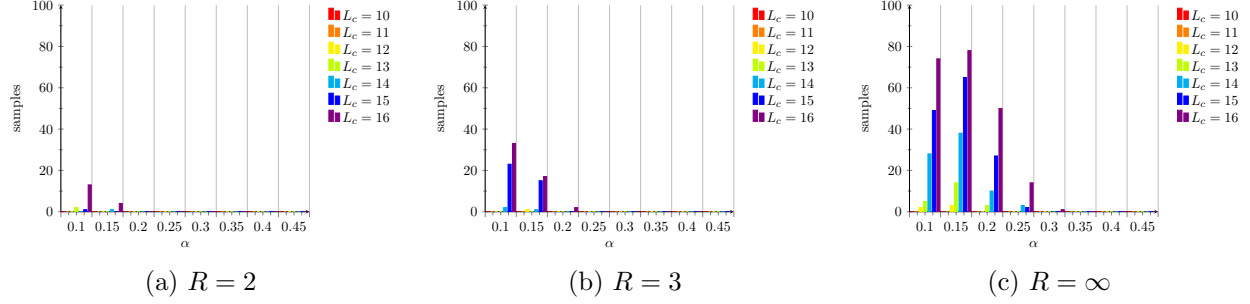 100
80
60
40
20
0
samples
0.1 0.15 0.2 0.25 0.3 0.35 0.4 0.45
α
L_c = 10
L_c = 11
L_c = 12
L_c = 13
L_c = 14
L_c = 15
L_c = 16
(a) R = 2
100
80
60
40
20
0
samples
0.1 0.15 0.2 0.25 0.3 0.35 0.4 0.45
α
L_c = 10
L_c = 11
L_c = 12
L_c = 13
L_c = 14
L_c = 15
L_c = 16
(b) R = 3
100
80
60
40
20
0
samples
0.1 0.15 0.2 0.25 0.3 0.35 0.4 0.45
α
L_c = 10
L_c = 11
L_c = 12
L_c = 13
L_c = 14
L_c = 15
L_c = 16
(c) R = ∞